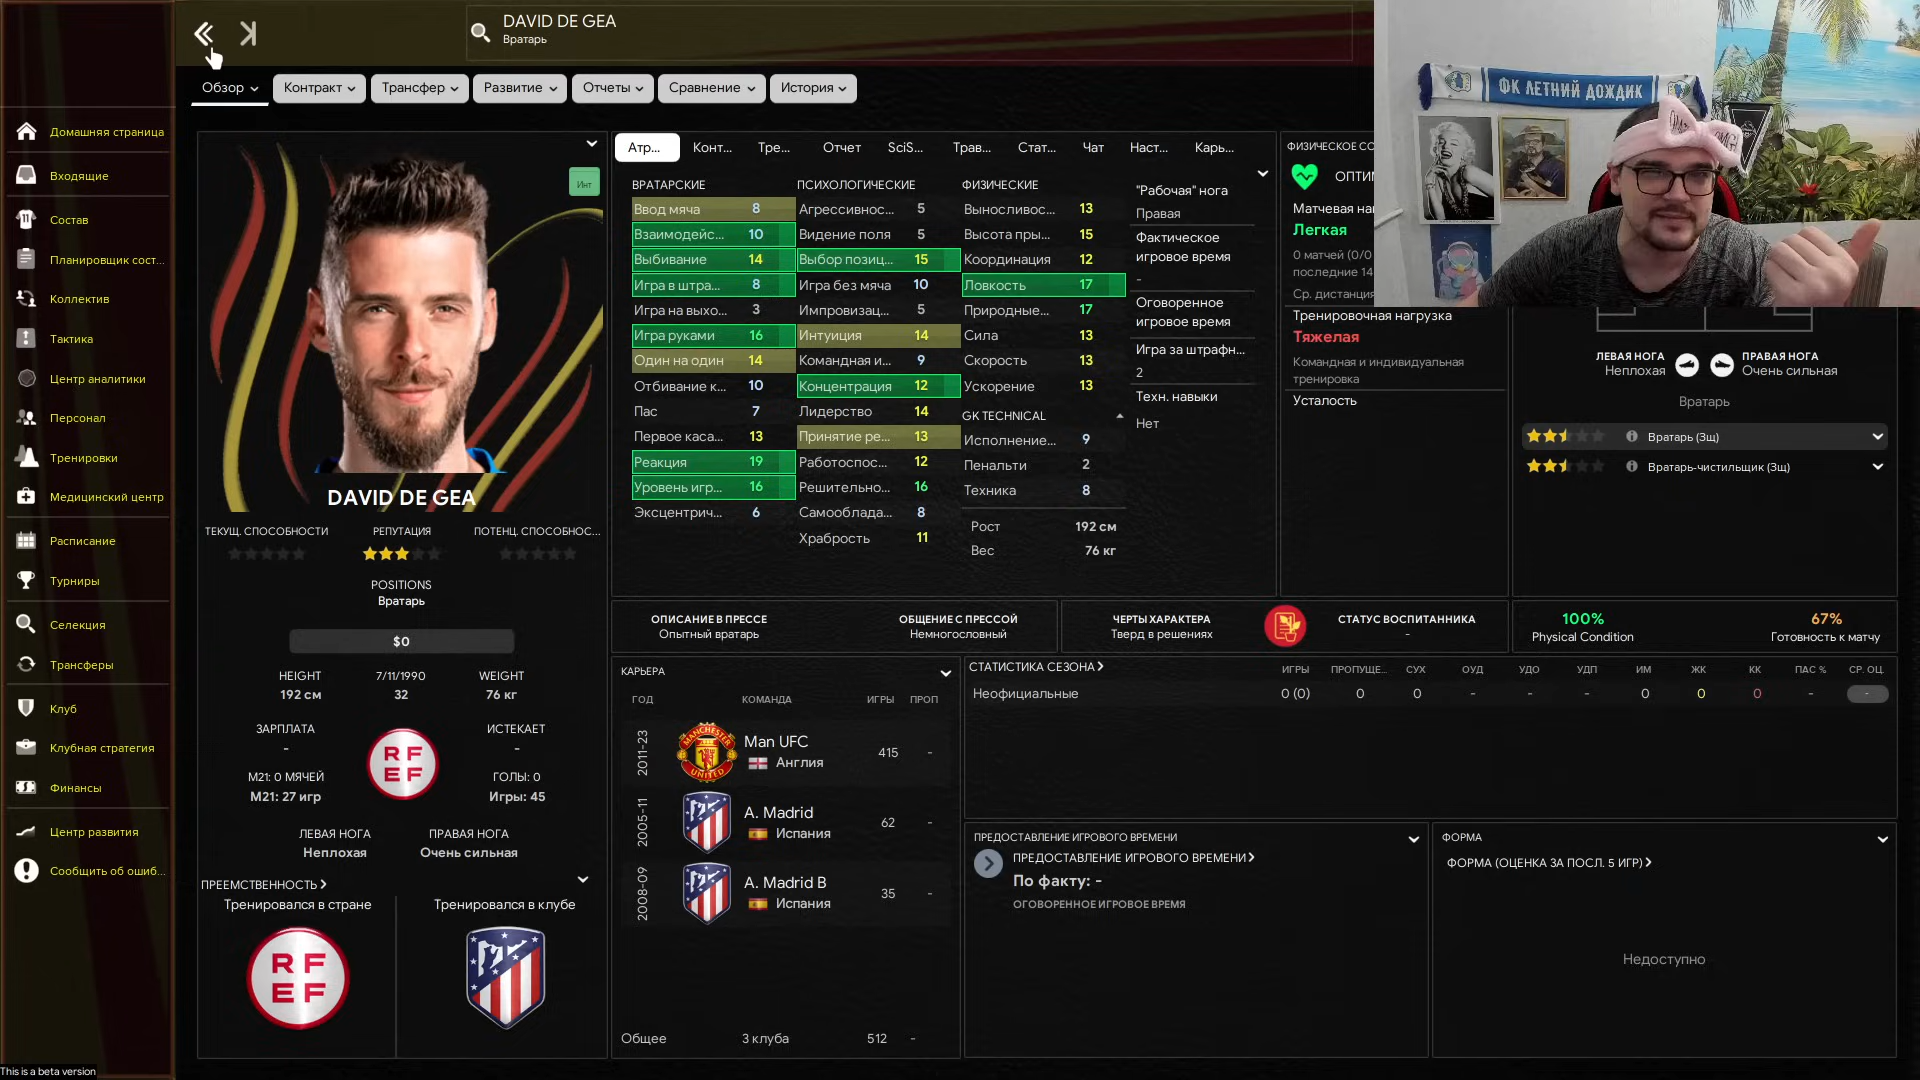 DAVID DE GEA
Вратарь
Обзор
Контракт
Трансфер
Развитие
Отчеты
Сравнение
История
Домашняя страница
Входящие
Состав
Планировщик сост...
Коллектив
Тактика
Центр аналитики
Персонал
Тренировки
Медицинский центр
Расписание
Турниры
Селекция
Трансферы
Клуб
Клубная стратегия
Финансы
Центр развития
Сообщить об ошиб...
This is a beta version
Инт
DAVID DE GEA
ТЕКУЩ. СПОСОБНОСТИ
РЕПУТАЦИЯ
ПОТЕНЦ. СПОСОБНОС...
POSITIONS
Вратарь
$0
HEIGHT
192 см
7/11/1990
32
WEIGHT
76 кг
ЗАРПЛАТА
-
ИСТЕКАЕТ
-
RF
EF
М21: 0 МЯЧЕЙ
М21: 27 игр
ГОЛЫ: 0
Игры: 45
ЛЕВАЯ НОГА
Неплохая
ПРАВАЯ НОГА
Очень сильная
ПРЕЕМСТВЕННОСТЬ
Тренировался в стране
Тренировался в клубе
RF
EF
Атр...
Конт...
Тре...
Отчет
SciS...
Трав...
Стат...
Чат
Наст...
Карь...
ВРАТАРСКИЕ
Ввод мяча 8
Взаимодейс... 10
Выбивание 14
Игра в штра... 8
Игра на выхо... 3
Игра руками 16
Один на один 14
Отбивание к... 10
Пас 7
Первое каса... 13
Реакция 19
Уровень игр... 16
Эксцентрич... 6
ПСИХОЛОГИЧЕСКИЕ
Агрессивнос... 5
Видение поля 5
Выбор позиц... 15
Игра без мяча 10
Импровизац... 5
Интуиция 14
Командная и... 9
Концентрация 12
Лидерство 14
Принятие ре... 13
Работоспос... 12
Решительно... 16
Самооблада... 8
Храбрость 11
ФИЗИЧЕСКИЕ
Выносливос... 13
Высота пры... 15
Координация 12
Ловкость 17
Природные... 17
Сила 13
Скорость 13
Ускорение 13
GK TECHNICAL
Исполнение... 9
Пенальти 2
Техника 8
Рост 192 см
Вес 76 кг
"Рабочая" нога
Правая
Фактическое
игровое время
-
Оговоренное
игровое время
Игра за штрафн...
2
Техн. навыки
Нет
ФИЗИЧЕСКОЕ СО
ОПТИМ
Матчевая на
Легкая
0 матчей (0/0
последние 14
Ср. дистанция
Тренировочная нагрузка
Тяжелая
Командная и индивидуальная
тренировка
Усталость
ФК ЛЕТНИЙ ДОЖДИК
ЛЕВАЯ НОГА
Неплохая
ПРАВАЯ НОГА
Очень сильная
Вратарь
Вратарь (Зщ)
Вратарь-чистильщик (Зщ)
ОПИСАНИЕ В ПРЕССЕ
Опытный вратарь
ОБЩЕНИЕ С ПРЕССОЙ
Немногословный
ЧЕРТЫ ХАРАКТЕРА
Тверд в решениях
СТАТУС ВОСПИТАННИКА
-
100%
Physical Condition
67%
Готовность к матчу
КАРЬЕРА
ГОД КОМАНДА ИГРЫ ПРОП
2011-23 Man UFC 415 -
Англия
MANCHESTER
UNITED
2005-11 A. Madrid 62 -
Испания
2008-09 A. Madrid B 35 -
Испания
Общее 3 клуба 512 -
СТАТИСТИКА СЕЗОНА ИГРЫ ПРОПУЩЕ... СУХ ОУД УДО УДП ИМ ЖК КК ПАС % СР. ОЦ.
Неофициальные 0 (0) 0 0 - - - 0 0 0 - -
ПРЕДОСТАВЛЕНИЕ ИГРОВОГО ВРЕМЕНИ
ПРЕДОСТАВЛЕНИЕ ИГРОВОГО ВРЕМЕНИ
По факту: -
ОГОВОРЕННОЕ ИГРОВОЕ ВРЕМЯ
ФОРМА
ФОРМА (ОЦЕНКА ЗА ПОСЛ. 5 ИГР)
Недоступно